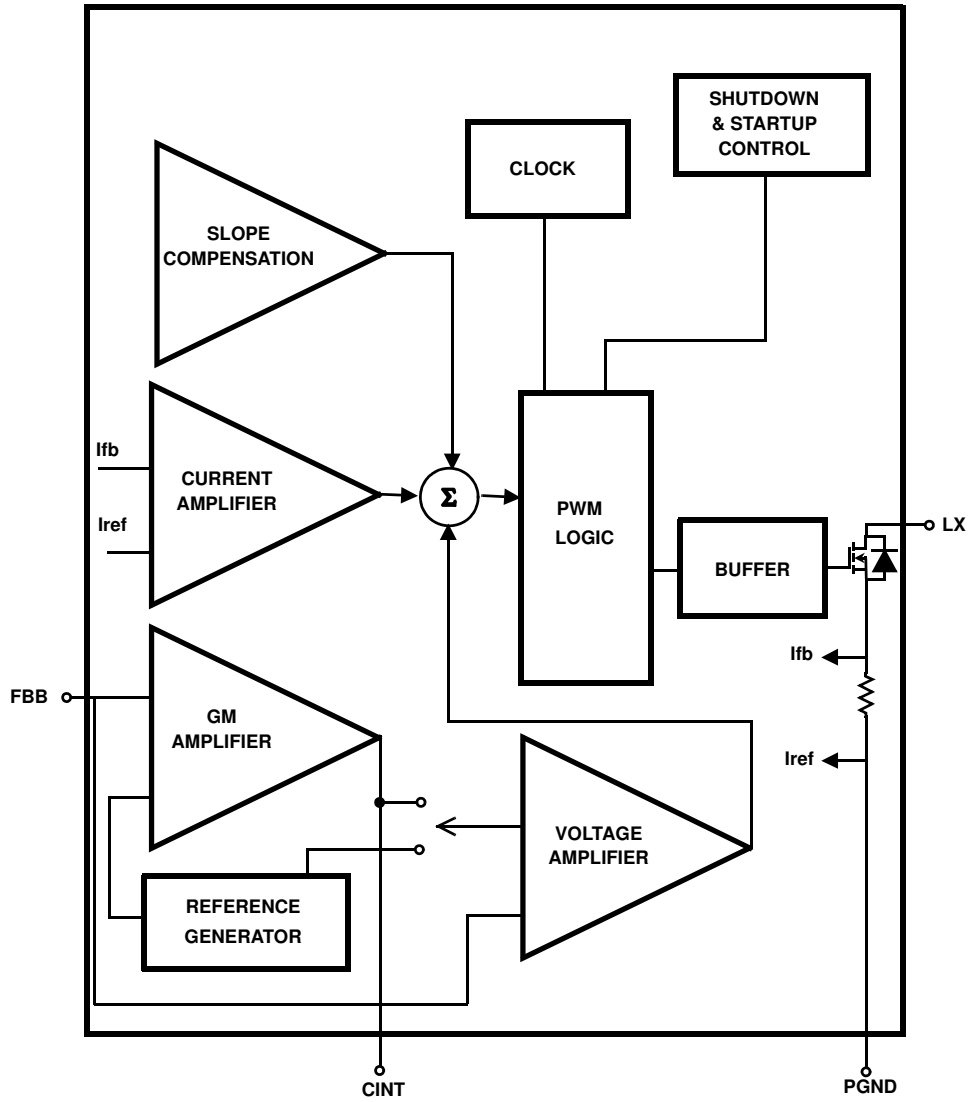 SHUTDOWN
& STARTUP
CONTROL
CLOCK
SLOPE
COMPENSATION
Ifb
CURRENT
AMPLIFIER
Iref
Σ
PWM
LOGIC
LX
BUFFER
Ifb
FBB
GM
AMPLIFIER
Iref
VOLTAGE
AMPLIFIER
REFERENCE
GENERATOR
CINT
PGND